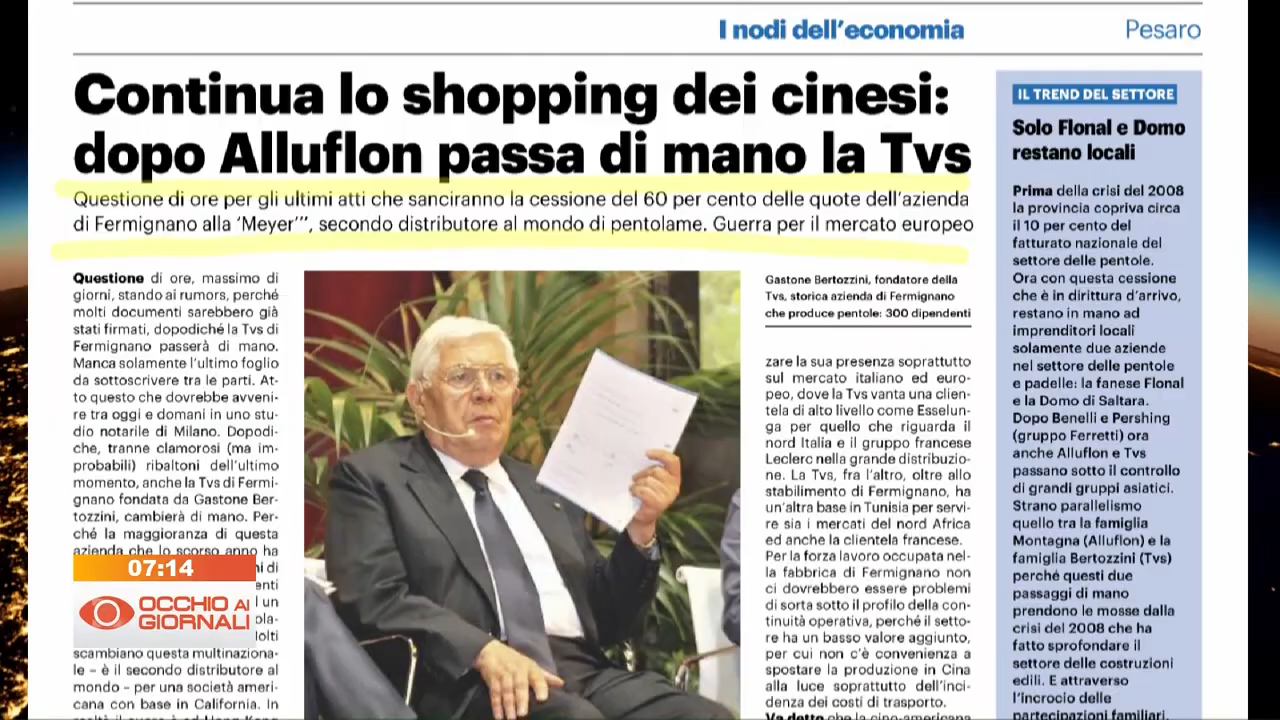 I nodi dell'economia
Pesaro
Continua lo shopping dei cinesi:
dopo Alluflon passa di mano la Tvs
Questione di ore per gli ultimi atti che sanciranno la cessione del 60 per cento delle quote dell'azienda
di Fermignano alla 'Meyer''', secondo distributore al mondo di pentolame. Guerra per il mercato europeo
Questione di ore, massimo di
giorni, stando ai rumors, perché
molti documenti sarebbero già
stati firmati, dopodiché la Tvs di
Fermignano passerà di mano.
Manca solamente l'ultimo foglio
da sottoscrivere tra le parti. At-
to questo che dovrebbe avveni-
re tra oggi e domani in uno stu-
dio notarile di Milano. Dopodi-
che, tranne clamorosi (ma im-
probabili) ribaltoni dell'ultimo
momento, anche la Tvs di Fermi-
gnano fondata da Gastone Ber-
tozzini, cambierà di mano. Per-
ché la maggioranza di questa
azienda che lo scorso anno ha
07:14
OCCHIO AI
GIORNALI
scambiano questa multinaziona-
le – è il secondo distributore al
mondo – per una società ameri-
cana con base in California. In
Gastone Bertozzini, fondatore della
Tvs, storica azienda di Fermignano
che produce pentole: 300 dipendenti
zare la sua presenza soprattutto
sul mercato italiano ed euro-
peo, dove la Tvs vanta una clien-
tela di alto livello come Esselun-
ga per quello che riguarda il
nord Italia e il gruppo francese
Leclerc nella grande distribuzio-
ne. La Tvs, fra l'altro, oltre allo
stabilimento di Fermignano, ha
un'altra base in Tunisia per servi-
re sia i mercati del nord Africa
ed anche la clientela francese.
Per la forza lavoro occupata nel-
la fabbrica di Fermignano non
ci dovrebbero essere problemi
di sorta sotto il profilo della con-
tinuità operativa, perché il setto-
re ha un basso valore aggiunto,
per cui non c'è convenienza a
spostare la produzione in Cina
alla luce soprattutto dell'inci-
denza dei costi di trasporto.
Va detto che la cino-americana
IL TREND DEL SETTORE
Solo Flonal e Domo
restano locali
Prima della crisi del 2008
la provincia copriva circa
il 10 per cento del
fatturato nazionale del
settore delle pentole.
Ora con questa cessione
che è in dirittura d'arrivo,
restano in mano ad
imprenditori locali
solamente due aziende
nel settore delle pentole
e padelle: la fanese Flonal
e la Domo di Saltara.
Dopo Benelli e Pershing
(gruppo Ferretti) ora
anche Alluflon e Tvs
passano sotto il controllo
di grandi gruppi asiatici.
Strano parallelismo
quello tra la famiglia
Montagna (Alluflon) e la
famiglia Bertozzini (Tvs)
perché questi due
passaggi di mano
prendono le mosse dalla
crisi del 2008 che ha
fatto sprofondare il
settore delle costruzioni
edili. E attraverso
l'incrocio delle
partecipazioni familiari,